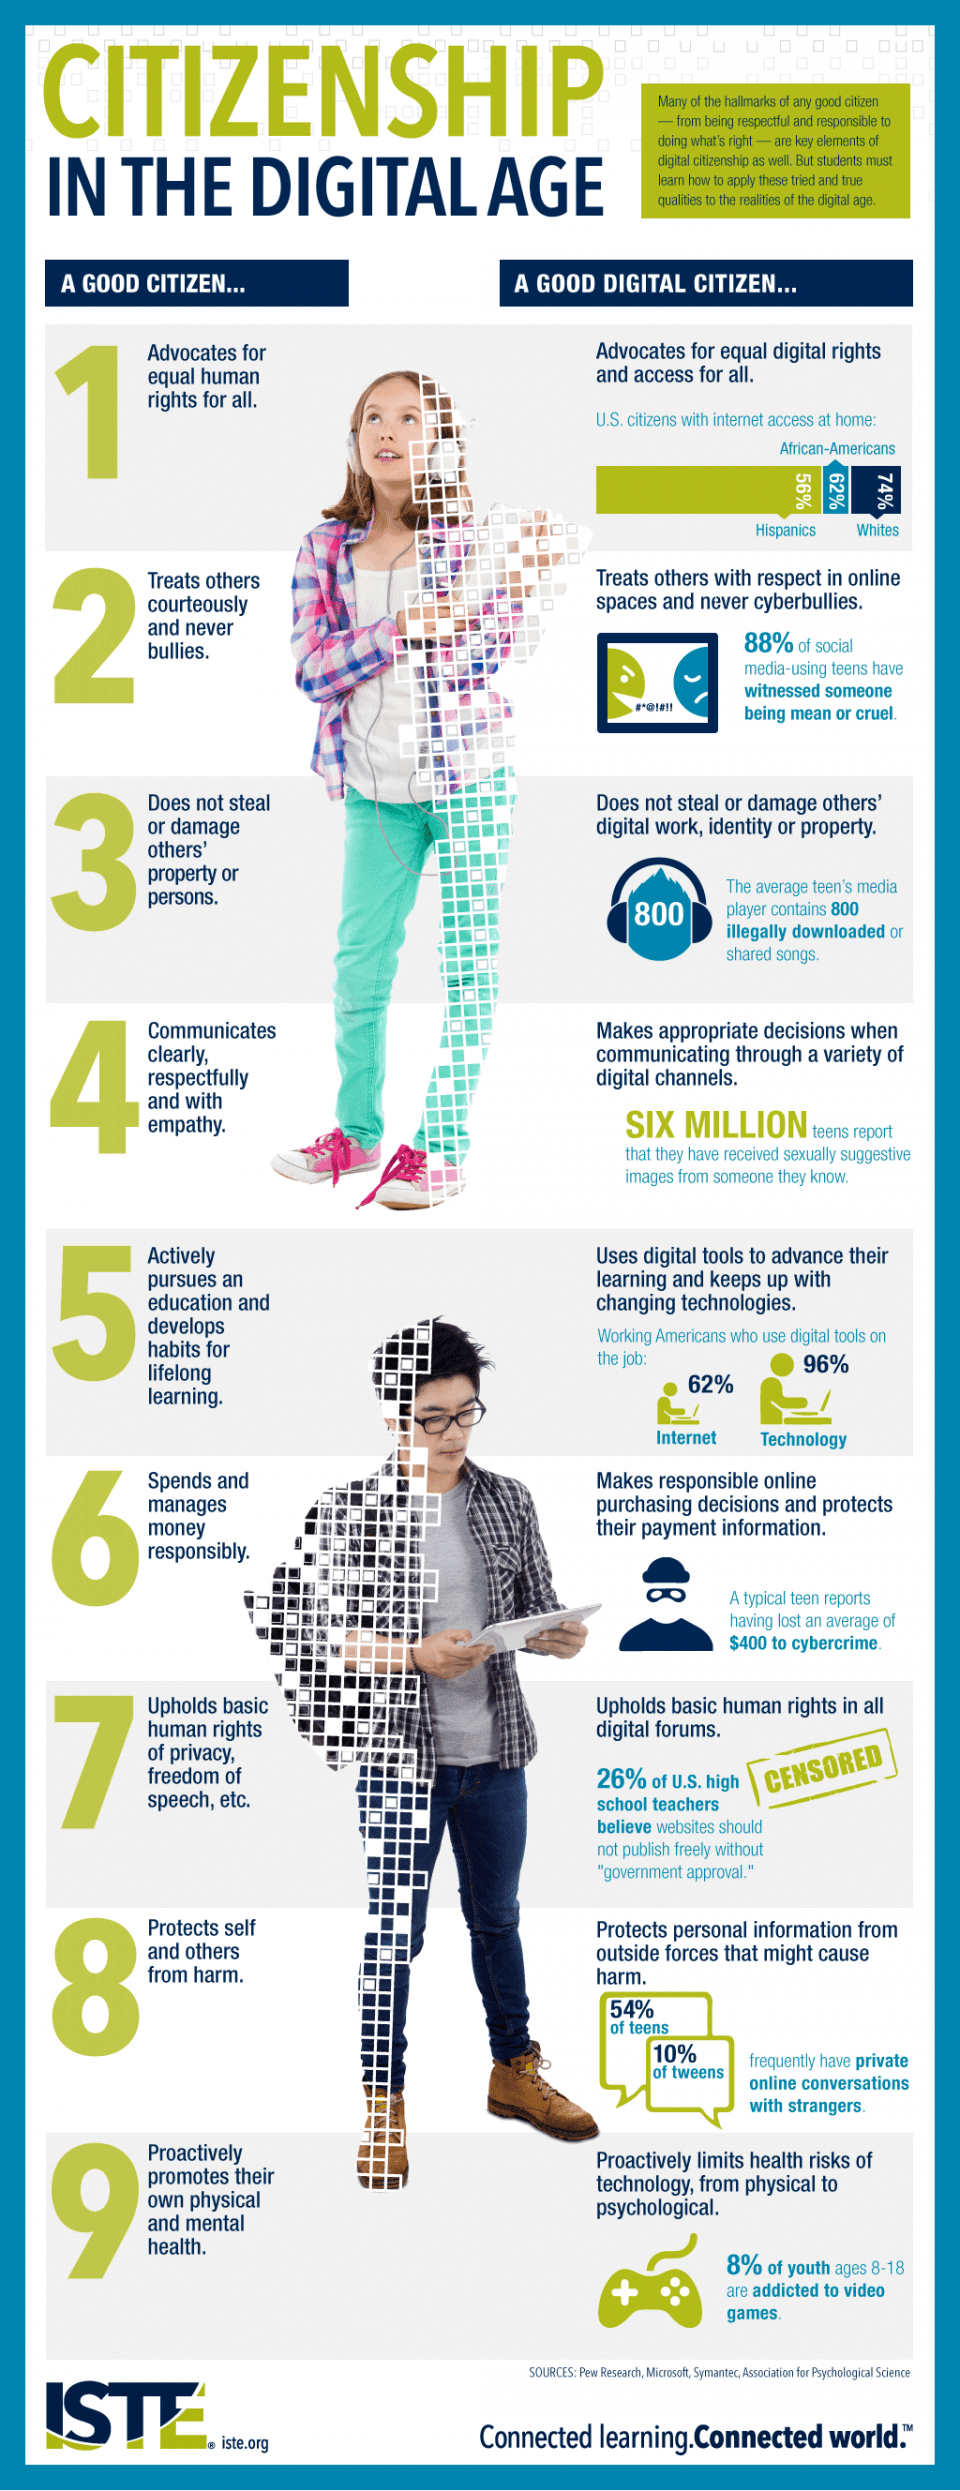 CITIZENSHIP
IN THE DIGITAL AGE
Many of the hallmarks of any good citizen
— from being respectful and responsible to
doing what's right — are key elements of
digital citizenship as well. But students must
learn how to apply these tried and true
qualities to the realities of the digital age.
A GOOD CITIZEN...
A GOOD DIGITAL CITIZEN...
1
Advocates for
equal human
rights for all.
Advocates for equal digital rights
and access for all.
U.S. citizens with internet access at home:
African-Americans
56%
62%
74%
Hispanics
Whites
2
Treats others
courteously
and never
bullies.
Treats others with respect in online
spaces and never cyberbullies.
#*@!#!!
88% of social
media-using teens have
witnessed someone
being mean or cruel.
3
Does not steal
or damage
others'
property or
persons.
Does not steal or damage others'
digital work, identity or property.
800
The average teen's media
player contains 800
illegally downloaded or
shared songs.
4
Communicates
clearly,
respectfully
and with
empathy.
Makes appropriate decisions when
communicating through a variety of
digital channels.
SIX MILLION teens report
that they have received sexually suggestive
images from someone they know.
5
Actively
pursues an
education and
develops
habits for
lifelong
learning.
Uses digital tools to advance their
learning and keeps up with
changing technologies.
Working Americans who use digital tools on
the job:
62%
96%
Internet
Technology
6
Spends and
manages
money
responsibly.
Makes responsible online
purchasing decisions and protects
their payment information.
A typical teen reports
having lost an average of
$400 to cybercrime.
7
Upholds basic
human rights
of privacy,
freedom of
speech, etc.
Upholds basic human rights in all
digital forums.
CENSORED
26% of U.S. high
school teachers
believe websites should
not publish freely without
"government approval."
8
Protects self
and others
from harm.
Protects personal information from
outside forces that might cause
harm.
54%
of teens
10%
of tweens
frequently have private
online conversations
with strangers.
9
Proactively
promotes their
own physical
and mental
health.
Proactively limits health risks of
technology, from physical to
psychological.
8% of youth ages 8-18
are addicted to video
games.
SOURCES: Pew Research, Microsoft, Symantec, Association for Psychological Science
ISTE® iste.org
Connected learning.Connected world.™